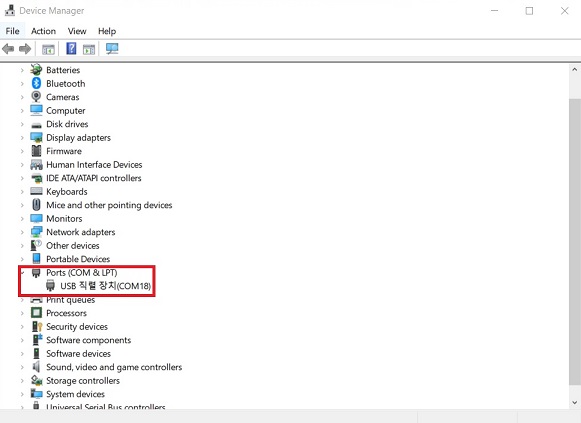 Device Manager
File Action View Help
Batteries
Bluetooth
Cameras
Computer
Disk drives
Display adapters
Firmware
Human Interface Devices
IDE ATA/ATAPI controllers
Keyboards
Mice and other pointing devices
Monitors
Network adapters
Other devices
Portable Devices
Ports (COM & LPT)
USB 직렬 장치(COM18)
Print queues
Processors
Security devices
Software components
Software devices
Sound, video and game controllers
Storage controllers
System devices
Universal Serial Bus controllers